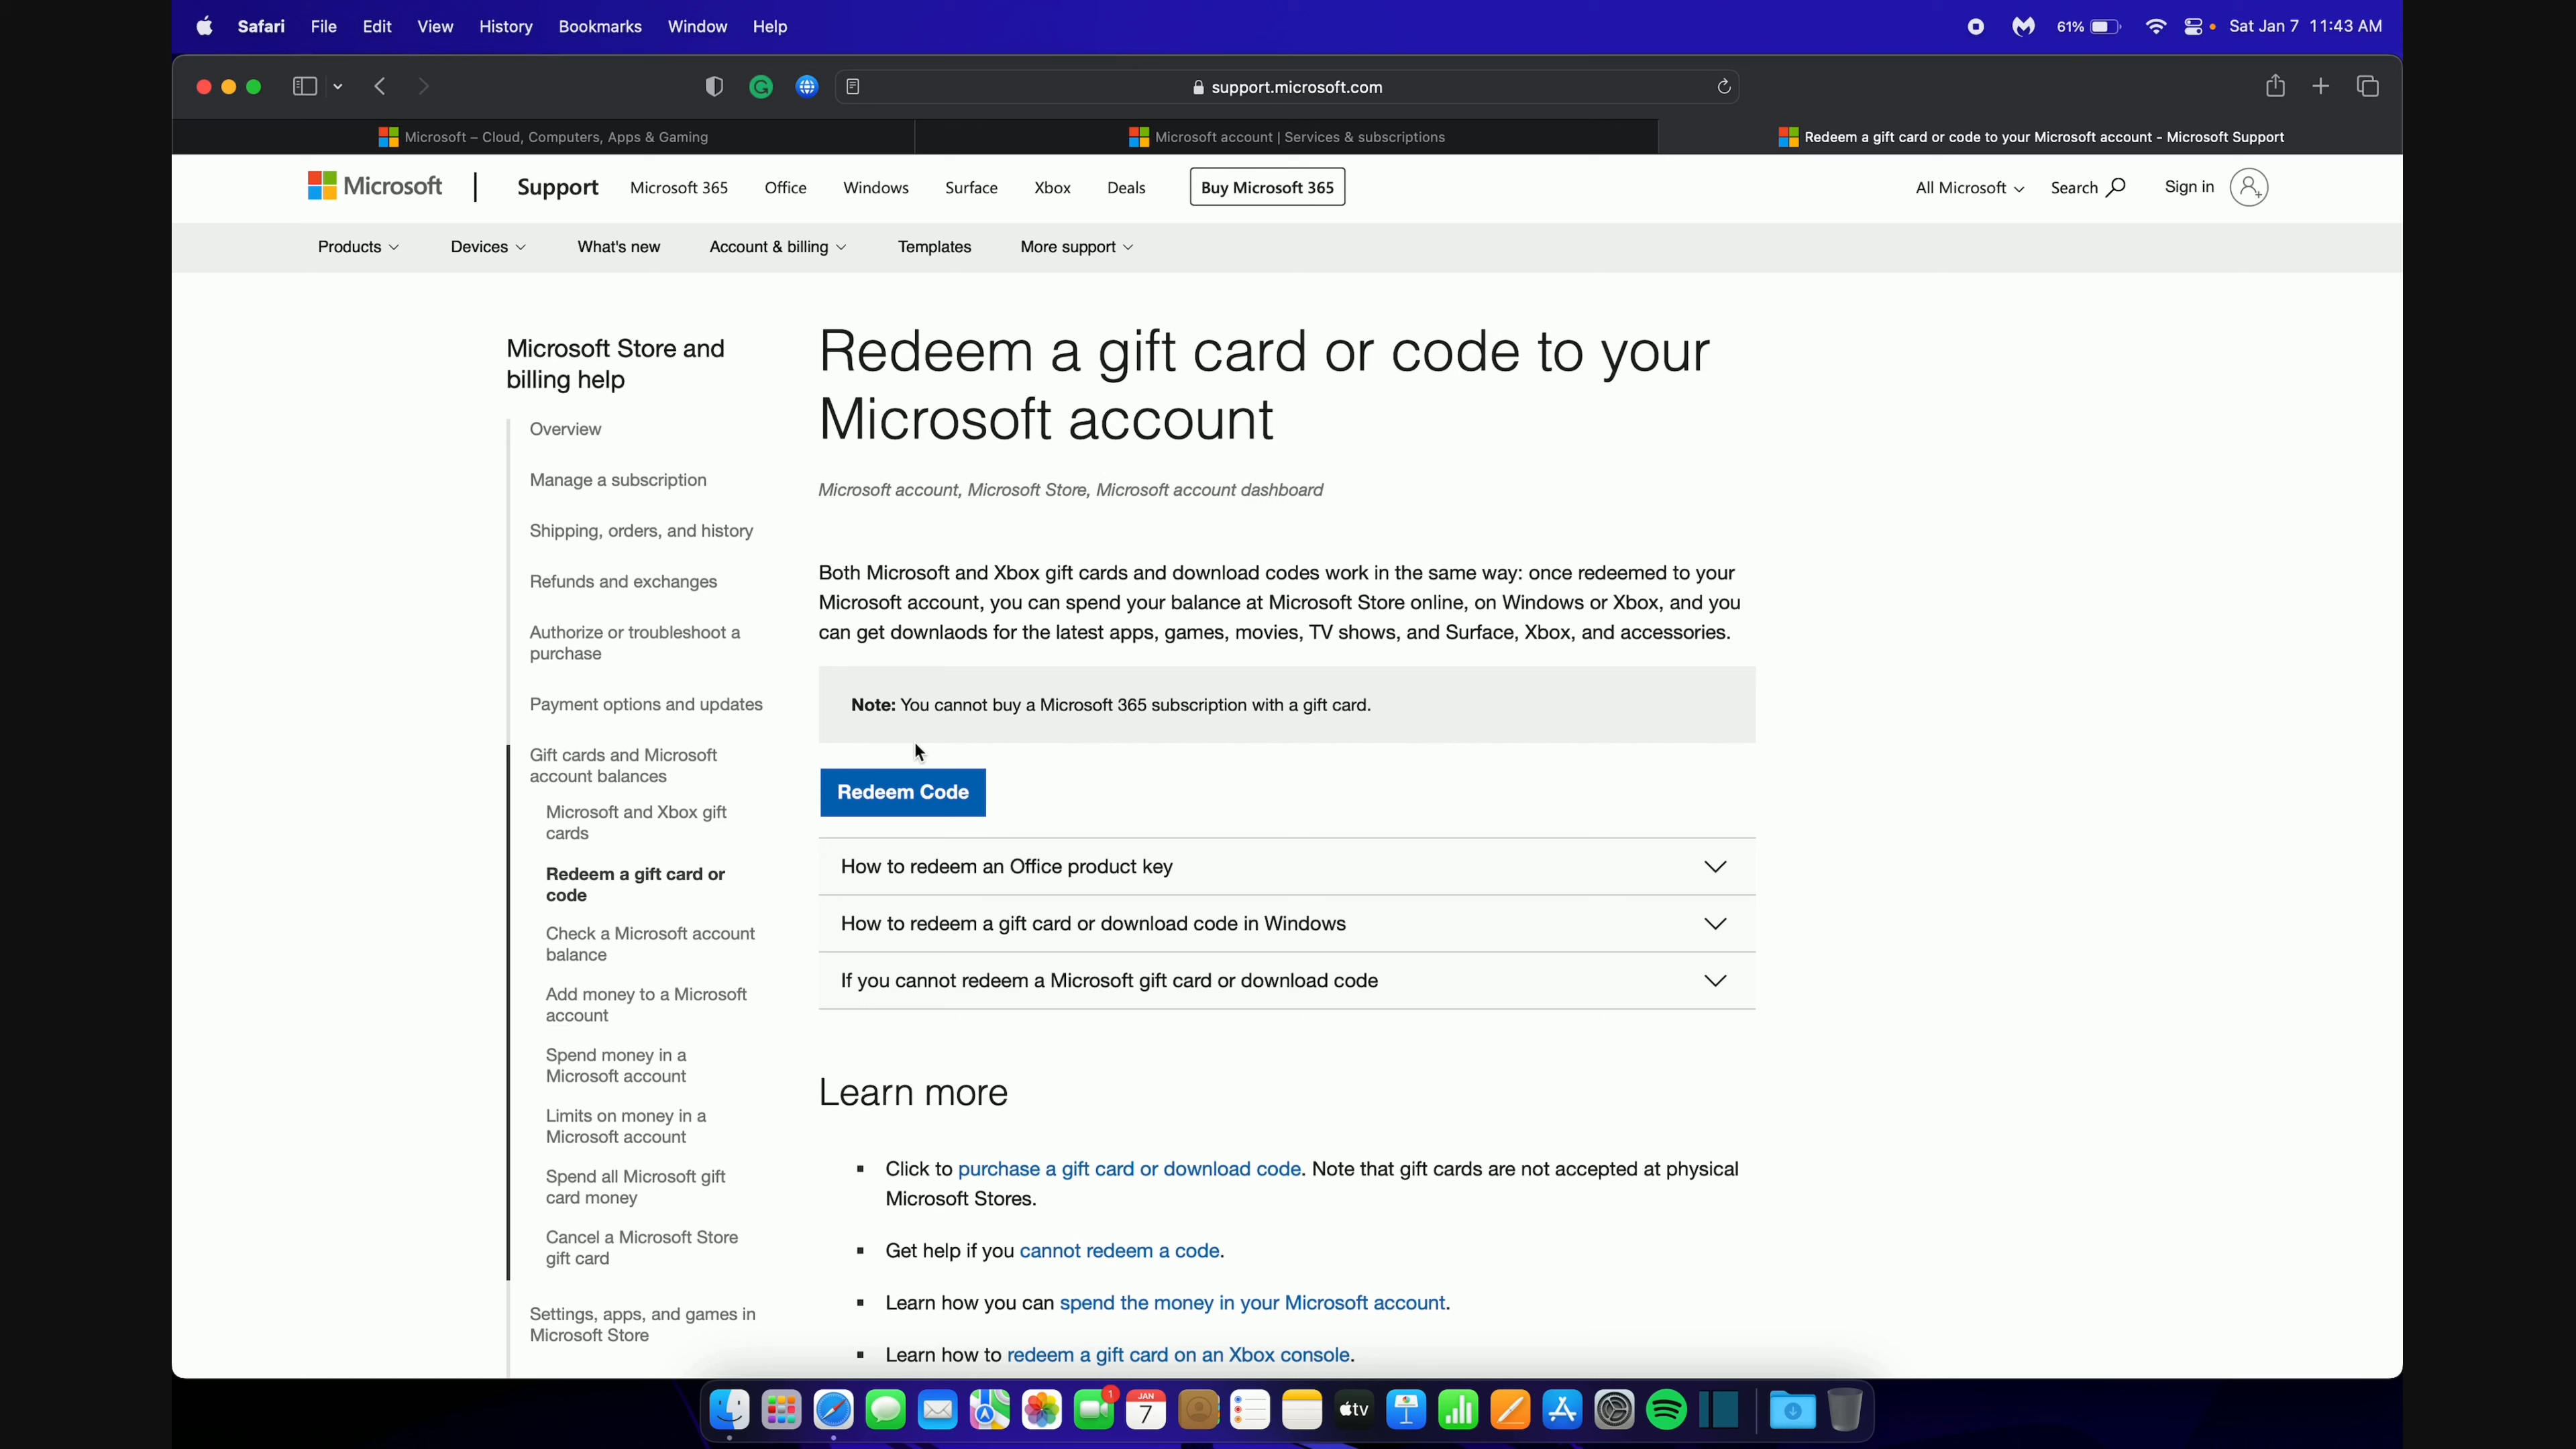 Safari File Edit View History Bookmarks Window Help 61% Sat Jan 7 11:43 AM
support.microsoft.com
Microsoft – Cloud, Computers, Apps & Gaming Microsoft account | Services & subscriptions Redeem a gift card or code to your Microsoft account - Microsoft Support
Microsoft Support Microsoft 365 Office Windows Surface Xbox Deals Buy Microsoft 365 All Microsoft Search Sign in
Products Devices What's new Account & billing Templates More support
Microsoft Store and
billing help
Overview
Manage a subscription
Shipping, orders, and history
Refunds and exchanges
Authorize or troubleshoot a
purchase
Payment options and updates
Gift cards and Microsoft
account balances
Microsoft and Xbox gift
cards
Redeem a gift card or
code
Check a Microsoft account
balance
Add money to a Microsoft
account
Spend money in a
Microsoft account
Limits on money in a
Microsoft account
Spend all Microsoft gift
card money
Cancel a Microsoft Store
gift card
Settings, apps, and games in
Microsoft Store
Redeem a gift card or code to your
Microsoft account
Microsoft account, Microsoft Store, Microsoft account dashboard
Both Microsoft and Xbox gift cards and download codes work in the same way: once redeemed to your
Microsoft account, you can spend your balance at Microsoft Store online, on Windows or Xbox, and you
can get downlaods for the latest apps, games, movies, TV shows, and Surface, Xbox, and accessories.
Note: You cannot buy a Microsoft 365 subscription with a gift card.
Redeem Code
How to redeem an Office product key
How to redeem a gift card or download code in Windows
If you cannot redeem a Microsoft gift card or download code
Learn more
▪ Click to purchase a gift card or download code. Note that gift cards are not accepted at physical
Microsoft Stores.
▪ Get help if you cannot redeem a code.
▪ Learn how you can spend the money in your Microsoft account.
▪ Learn how to redeem a gift card on an Xbox console.
1
JAN
7
tv